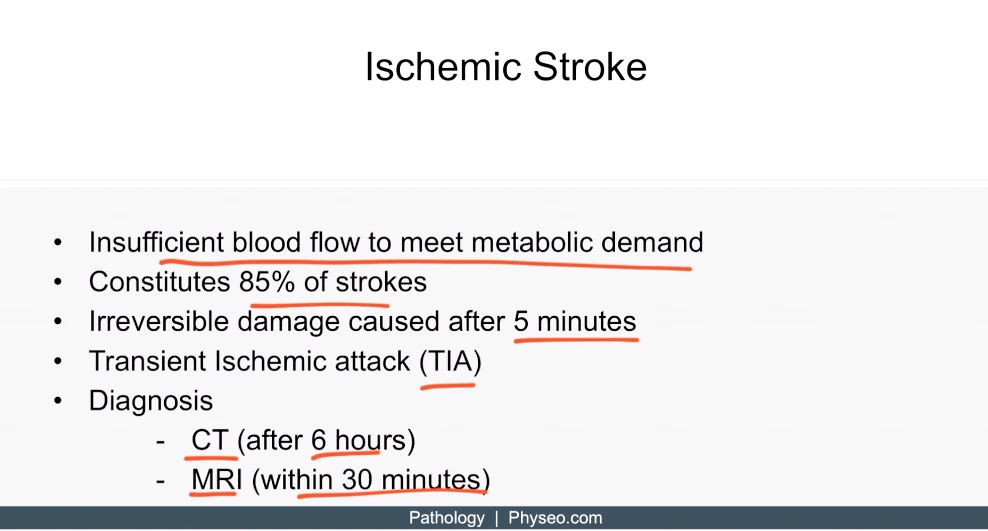 Ischemic Stroke
• Insufficient blood flow to meet metabolic demand
• Constitutes 85% of strokes
• Irreversible damage caused after 5 minutes
• Transient Ischemic attack (TIA)
• Diagnosis
- CT (after 6 hours)
- MRI (within 30 minutes)
Pathology | Physeo.com